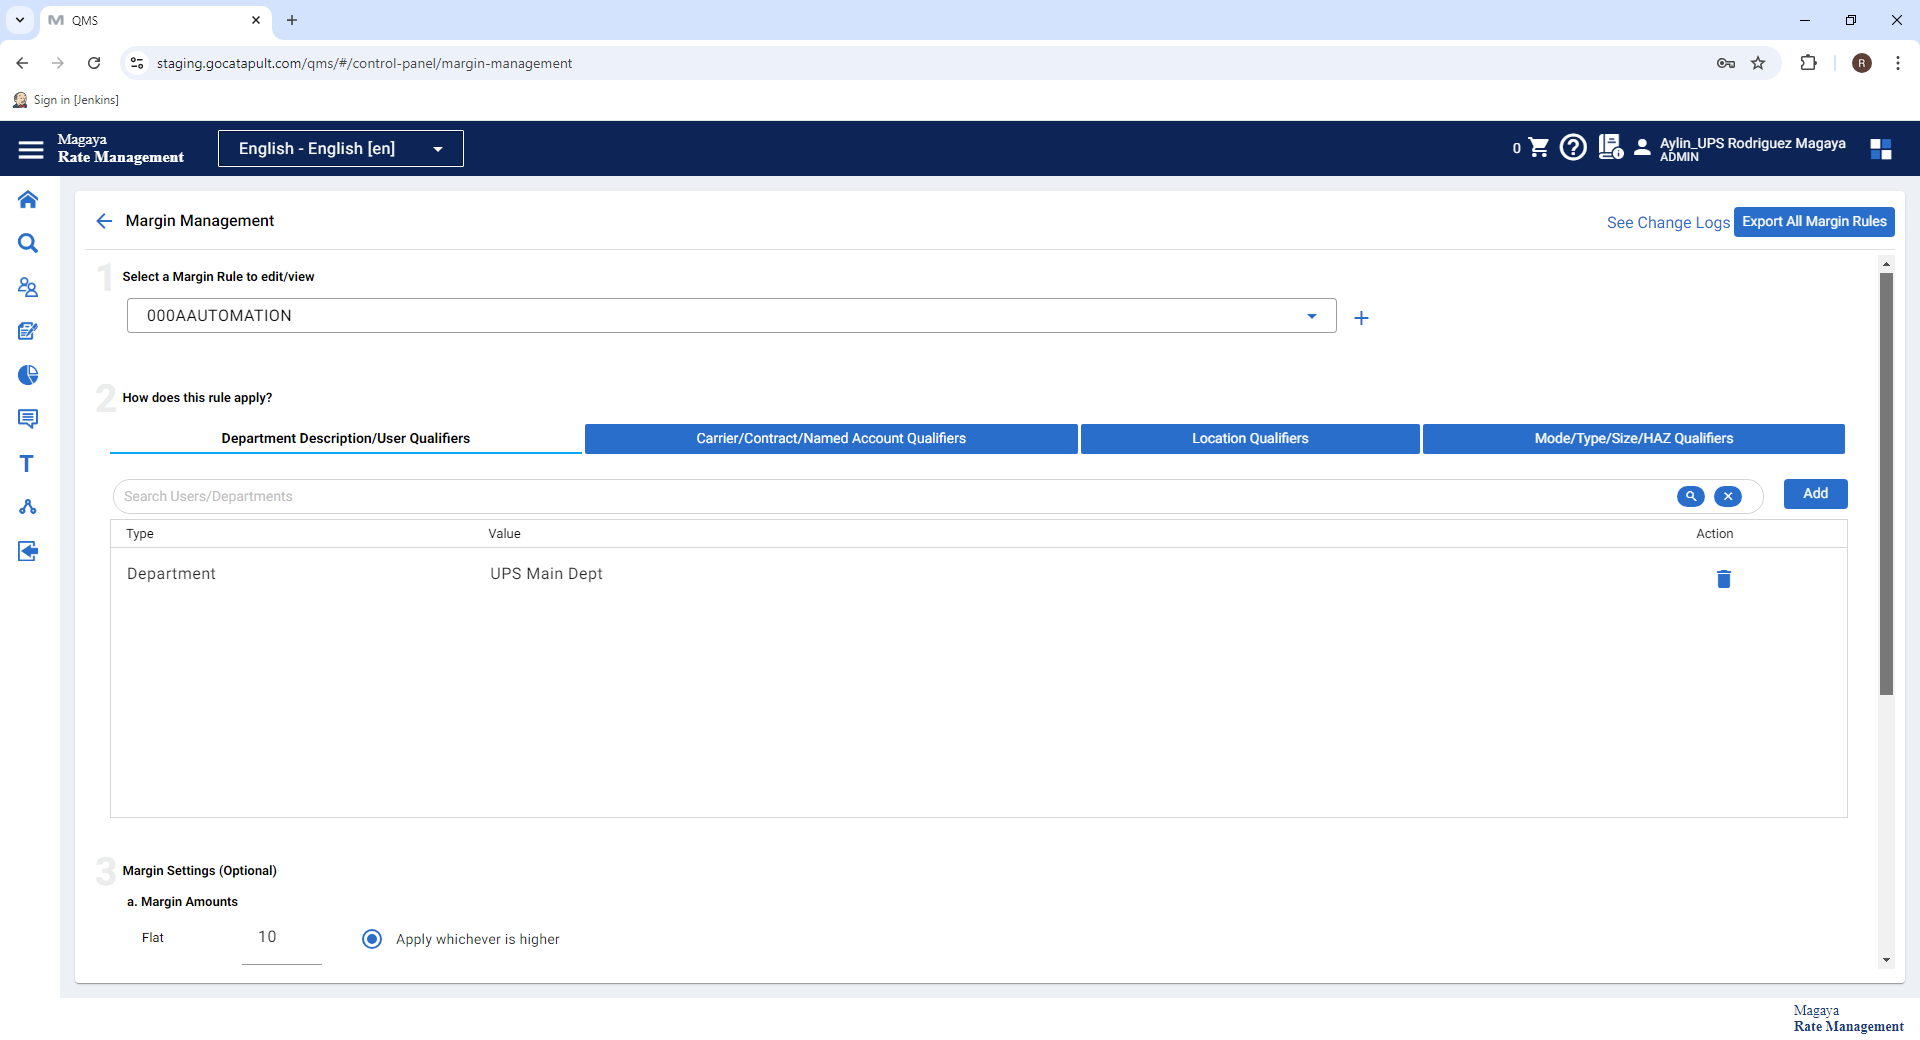 QMS
staging.gocatapult.com/qms/#/control-panel/margin-management
R
Sign in [Jenkins]
Magaya
Rate Management
English - English [en]
0
Aylin_UPS Rodriguez Magaya
ADMIN
Margin Management
See Change Logs
Export All Margin Rules
1
Select a Margin Rule to edit/view
000AAUTOMATION
2
How does this rule apply?
Department Description/User Qualifiers
Carrier/Contract/Named Account Qualifiers
Location Qualifiers
Mode/Type/Size/HAZ Qualifiers
Search Users/Departments
Add
Type
Value
Action
Department
UPS Main Dept
T
3
Margin Settings (Optional)
a. Margin Amounts
Flat
10
Apply whichever is higher
Magaya
Rate Management